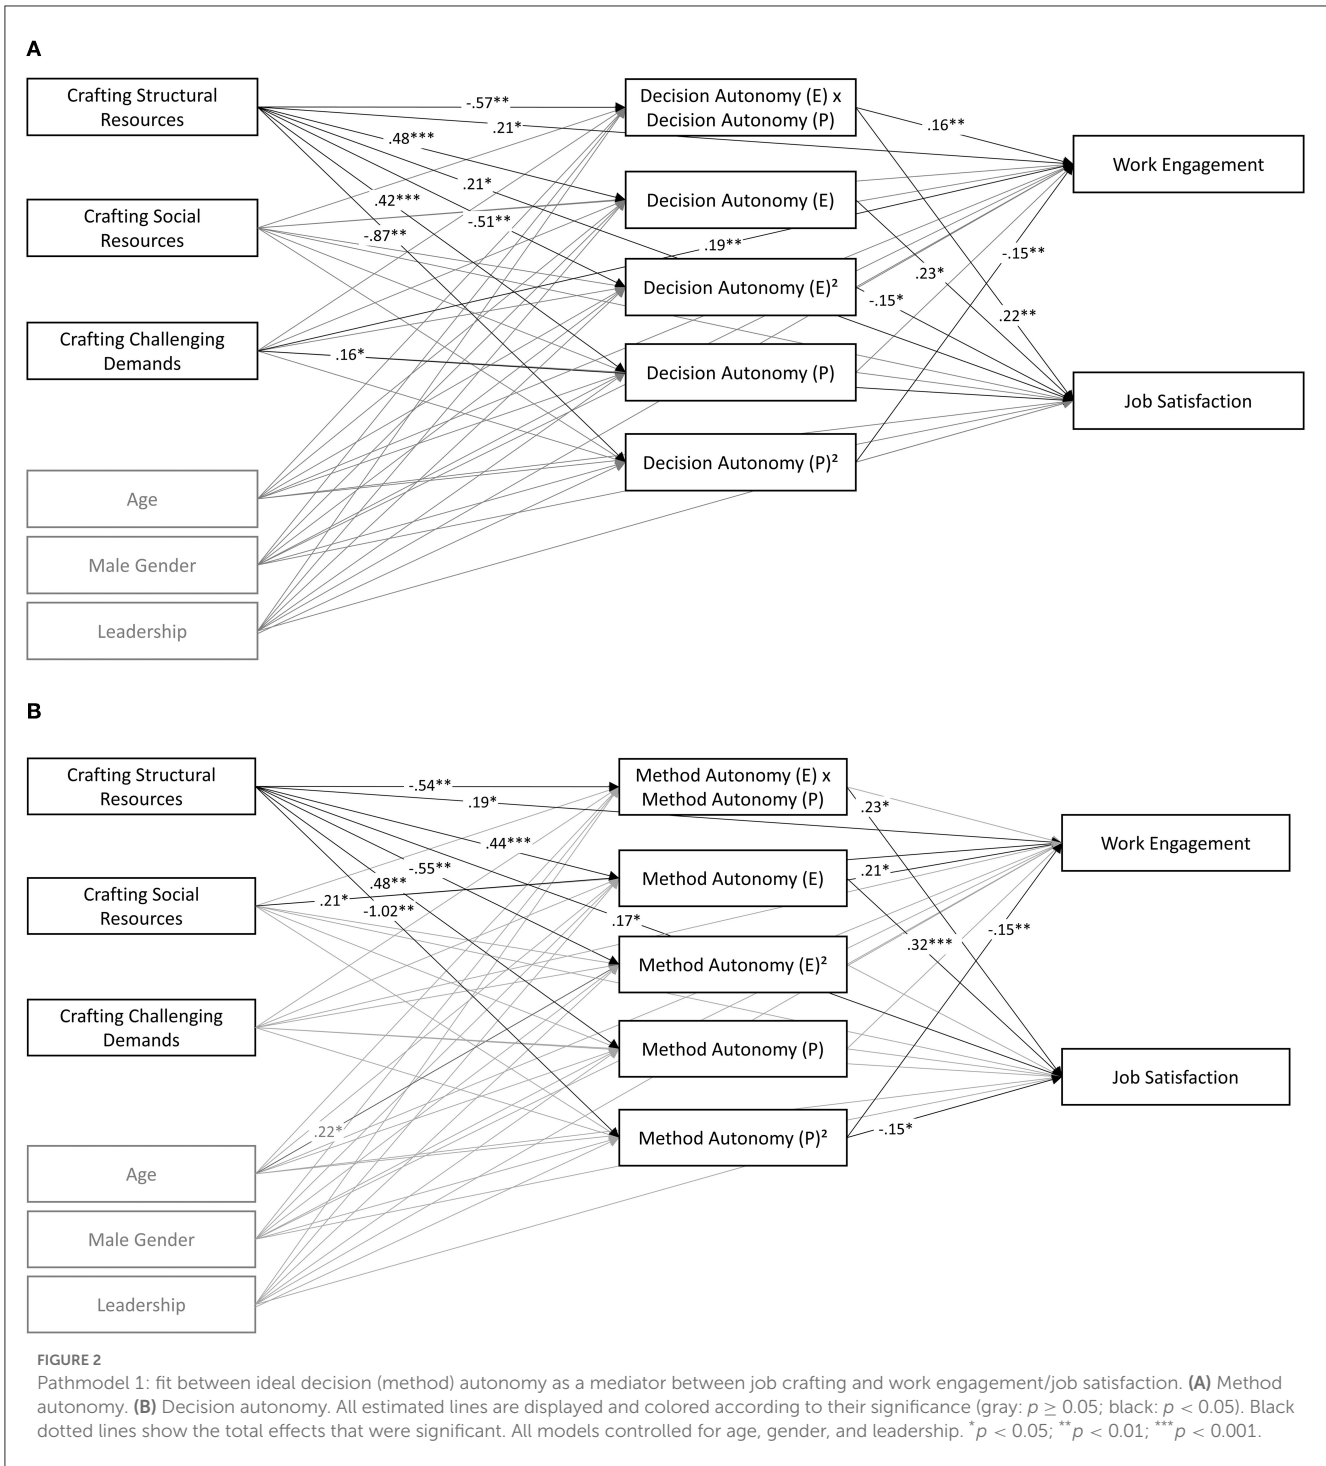 A
Crafting Structural
Resources
Crafting Social
Resources
Crafting Challenging
Demands
Age
Male Gender
Leadership
-.57**
.21*
.48***
.21*
.42***
-.51**
-.87**
.19**
.16*
Decision Autonomy (E) x
Decision Autonomy (P)
Decision Autonomy (E)
Decision Autonomy (E)²
Decision Autonomy (P)
Decision Autonomy (P)²
.16**
-.15**
.23*
-.15*
.22**
Work Engagement
Job Satisfaction
B
Crafting Structural
Resources
Crafting Social
Resources
Crafting Challenging
Demands
Age
Male Gender
Leadership
-.54**
.19*
.44***
-.55**
.48**
.21*
-1.02**
.17*
.22*
Method Autonomy (E) x
Method Autonomy (P)
Method Autonomy (E)
Method Autonomy (E)²
Method Autonomy (P)
Method Autonomy (P)²
.23*
.21*
-.15**
.32***
-.15*
Work Engagement
Job Satisfaction
FIGURE 2
Pathmodel 1: fit between ideal decision (method) autonomy as a mediator between job crafting and work engagement/job satisfaction. (A) Method
autonomy. (B) Decision autonomy. All estimated lines are displayed and colored according to their significance (gray: p ≥ 0.05; black: p < 0.05). Black
dotted lines show the total effects that were significant. All models controlled for age, gender, and leadership. *p < 0.05; **p < 0.01; ***p < 0.001.